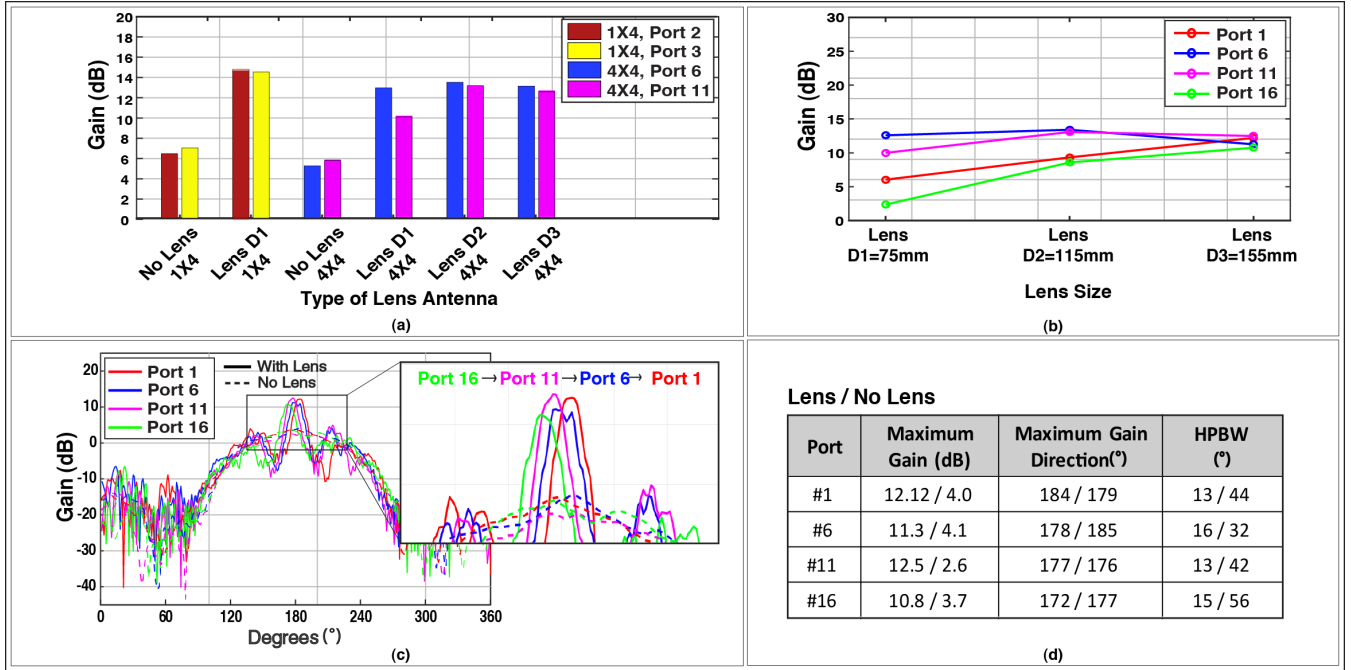 20
18
16
14
12
10
8
6
4
2
0
Gain (dB)
1X4, Port 2
1X4, Port 3
4X4, Port 6
4X4, Port 11
No Lens 1X4
Lens D1 1X4
No Lens 4X4
Lens D1 4X4
Lens D2 4X4
Lens D3 4X4
Type of Lens Antenna
(a)
30
25
20
15
10
5
0
Gain (dB)
Port 1
Port 6
Port 11
Port 16
Lens D1=75mm
Lens D2=115mm
Lens D3=155mm
Lens Size
(b)
20
10
0
-10
-20
-30
-40
Gain (dB)
Port 1
Port 6
Port 11
Port 16
With Lens
No Lens
Port 16→Port 11→Port 6→ Port 1
0 60 120 180 240 300 360
Degrees (°)
(c)
Lens / No Lens
Port Maximum Gain (dB) Maximum Gain Direction(°) HPBW (°)
#1 12.12 / 4.0 184 / 179 13 / 44
#6 11.3 / 4.1 178 / 185 16 / 32
#11 12.5 / 2.6 177 / 176 13 / 42
#16 10.8 / 3.7 172 / 177 15 / 56
(d)